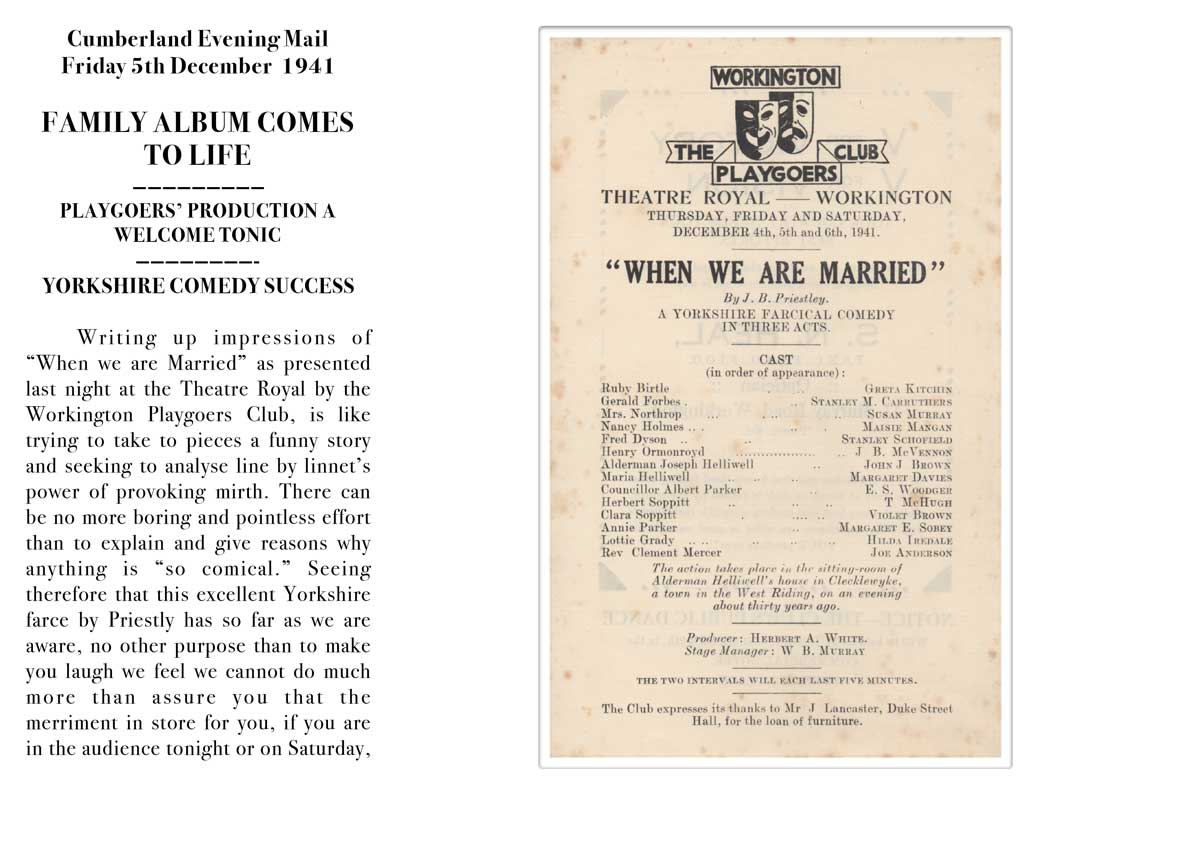 Cumberland Evening Mail
Friday 5th December 1941
FAMILY ALBUM COMES
TO LIFE
PLAYGOERS' PRODUCTION A
WELCOME TONIC
YORKSHIRE COMEDY SUCCESS
Writing up impressions of
“When we are Married” as presented
last night at the Theatre Royal by the
Workington Playgoers Club, is like
trying to take to pieces a funny story
and seeking to analyse line by linnet’s
power of provoking mirth. There can
be no more boring and pointless effort
than to explain and give reasons why
anything is “so comical.” Seeing
therefore that this excellent Yorkshire
farce by Priestly has so far as we are
aware, no other purpose than to make
you laugh we feel we cannot do much
more than assure you that the
merriment in store for you, if you are
in the audience tonight or on Saturday,
WORKINGTON
THE CLUB
PLAYGOERS
THEATRE ROYAL — WORKINGTON
THURSDAY, FRIDAY AND SATURDAY,
DECEMBER 4th, 5th and 6th, 1941.
“WHEN WE ARE MARRIED”
By J. B. Priestley.
A YORKSHIRE FARCICAL COMEDY
IN THREE ACTS.
CAST
(in order of appearance) :
Ruby Birtle . .. GRETA KITCHIN
Gerald Forbes . .. STANLEY M. CARRUTHERS
Mrs. Northrop ... .... .. SUSAN MURRAY
Nancy Holmes .. . .. . MAISIE MANGAN
Fred Dyson .. .. STANLEY SCHOFIELD
Henry Ormonroyd .................... .. J B. MCVENNON
Alderman Joseph Helliwell .. JOHN J BROWN
Maria Helliwell .. .. .. MARGARET DAVIES
Councillor Albert Parker .. E. S. WOODGER
Herbert Soppitt .. .. .. T MCHUGH
Clara Soppitt . .... .. VIOLET BROWN
Annie Parker .. MARGARET E. SOBEY
Lottie Grady .. .. .. .. .. HILDA IREDALE
Rev Clement Mercer JOE ANDERSON
The action takes place in the sitting-room of
Alderman Helliwell's house in Clecklewyke,
a town in the West Riding, on an evening
about thirty years ago.
Producer : HERBERT A. WHITE.
Stage Manager : W B. MURRAY
THE TWO INTERVALS WILL EACH LAST FIVE MINUTES.
The Club expresses its thanks to Mr J Lancaster, Duke Street
Hall, for the loan of furniture.